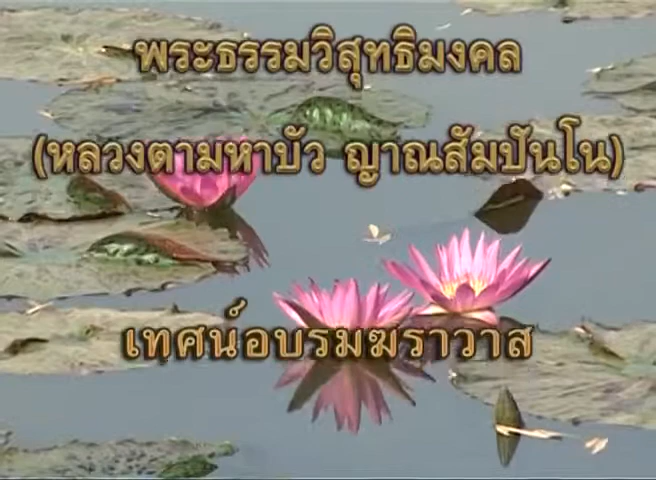 พระธรรมวิสุทธิมงคล
(หลวงตามหาบัว ญาณสัมปันโน)
เทศน์อบรมฆราวาส